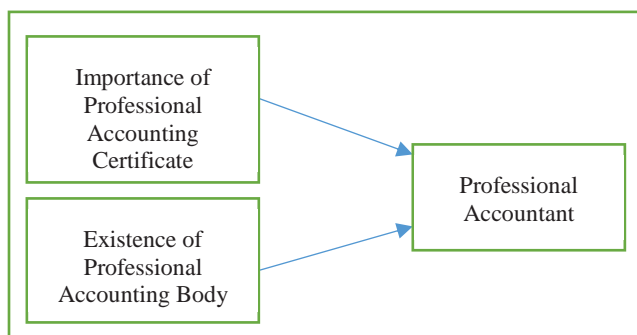 Importance of
Professional
Accounting
Certificate
Professional
Accountant
Existence of
Professional
Accounting Body